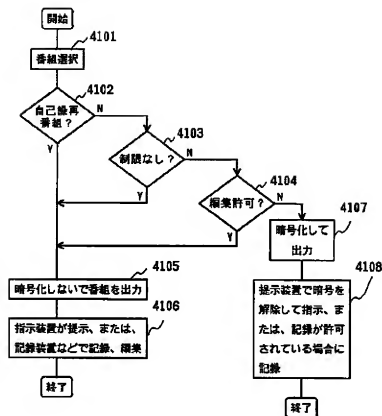 開始
4101
番組選択
4102
自己録再
番組？
N
Y
4103
制限なし？
N
Y
4104
編集許可？
N
Y
4107
暗号化して
出力
4105
暗号化しないで番組を出力
4106
指示装置が提示、または、
記録装置などで記録、編集
4108
提示装置で暗号を
解除して指示、ま
たは、記録が許可
されている場合に
記録
終了
終了